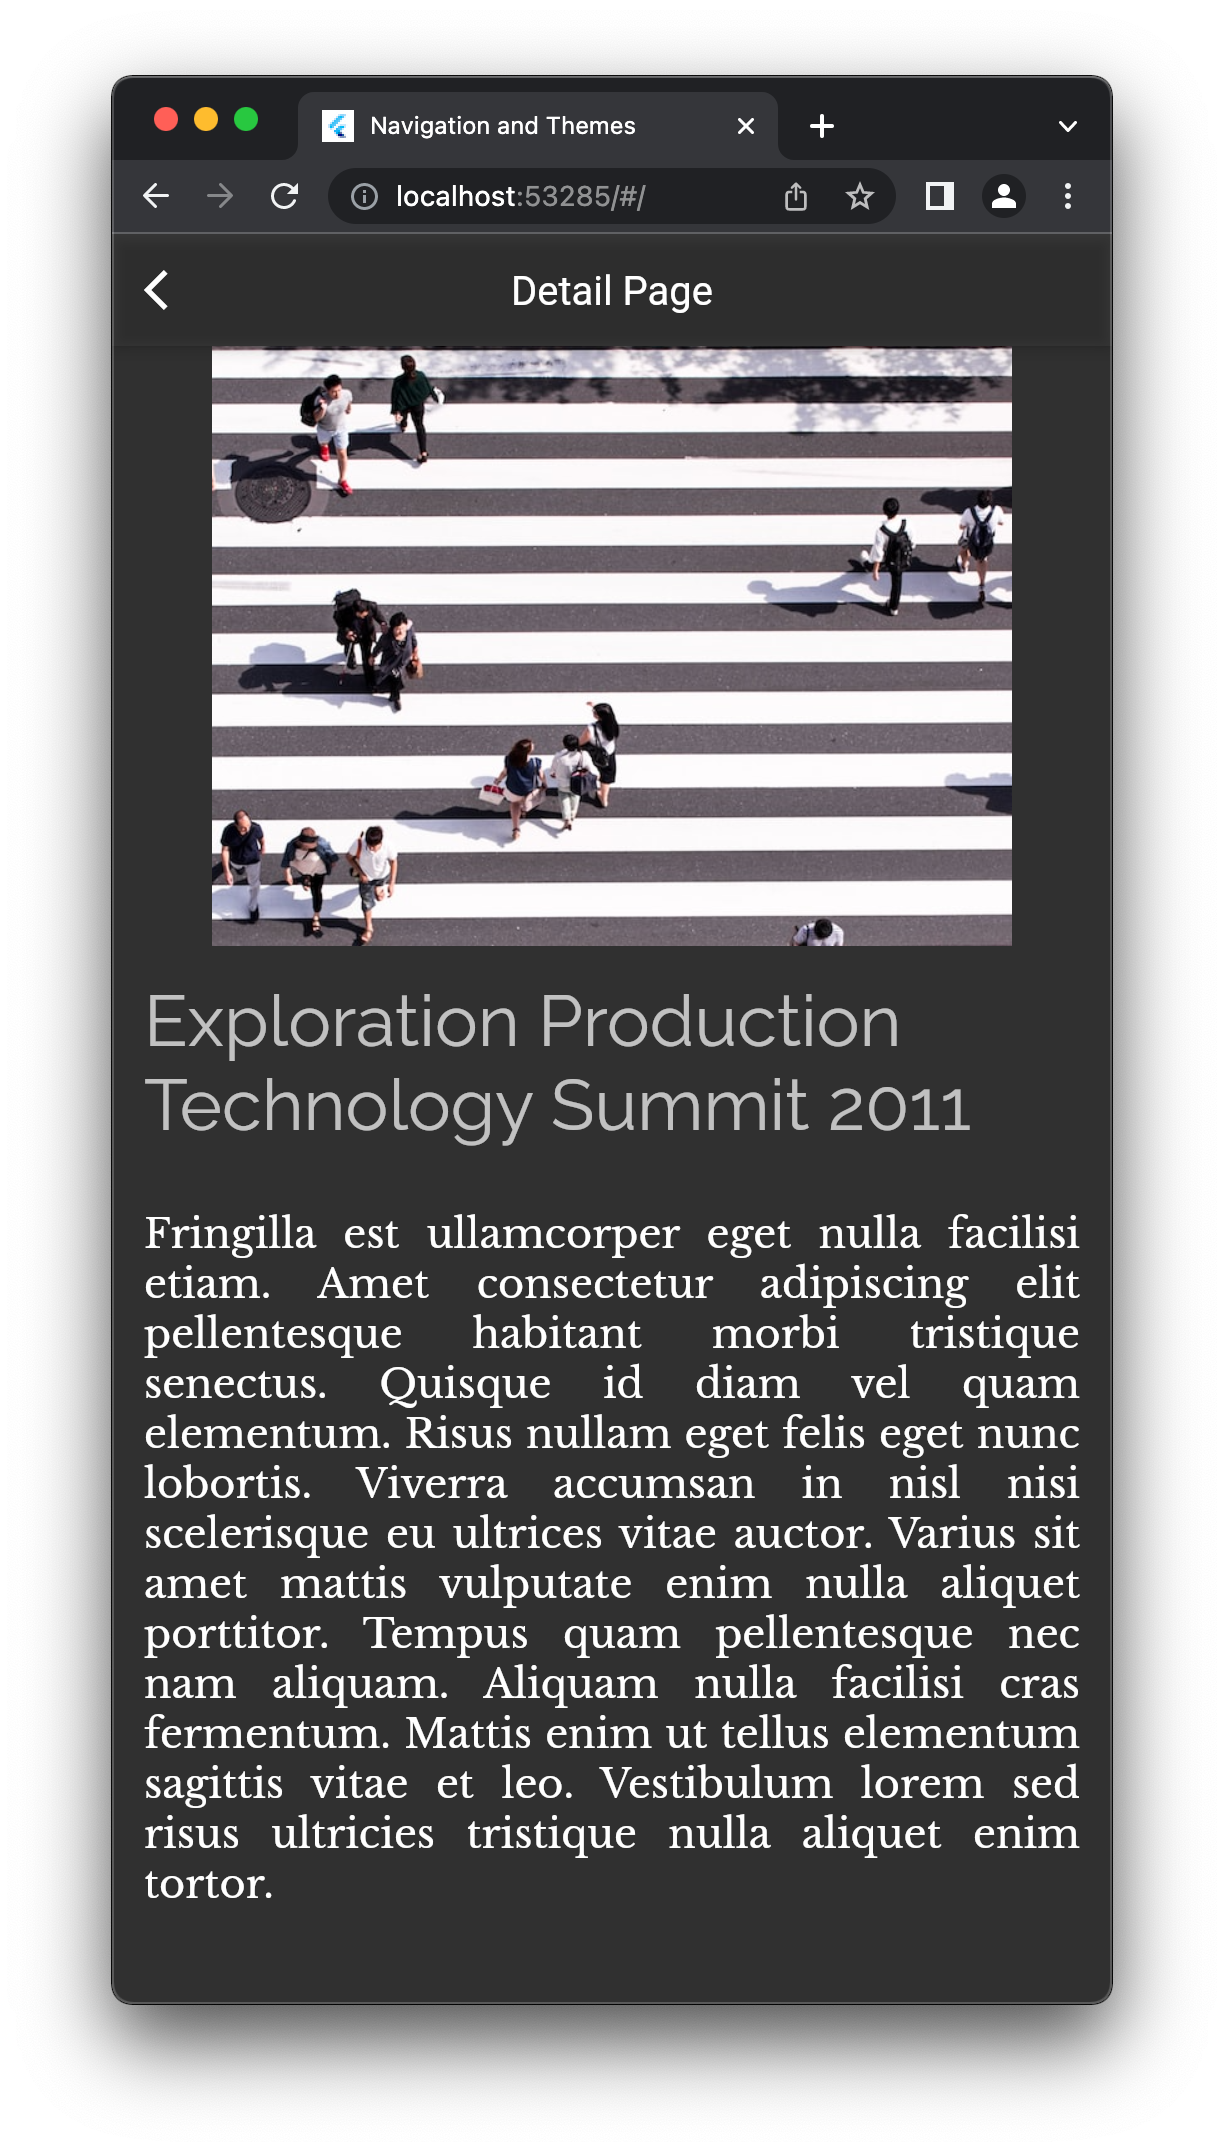 Navigation and Themes
localhost:53285/#/
Detail Page
Exploration Production
Technology Summit 2011
Fringilla est ullamcorper eget nulla facilisi
etiam. Amet consectetur adipiscing elit
pellentesque habitant morbi tristique
senectus. Quisque id diam vel quam
elementum. Risus nullam eget felis eget nunc
lobortis. Viverra accumsan in nisl nisi
scelerisque eu ultrices vitae auctor. Varius sit
amet mattis vulputate enim nulla aliquet
porttitor. Tempus quam pellentesque nec
nam aliquam. Aliquam nulla facilisi cras
fermentum. Mattis enim ut tellus elementum
sagittis vitae et leo. Vestibulum lorem sed
risus ultricies tristique nulla aliquet enim
tortor.